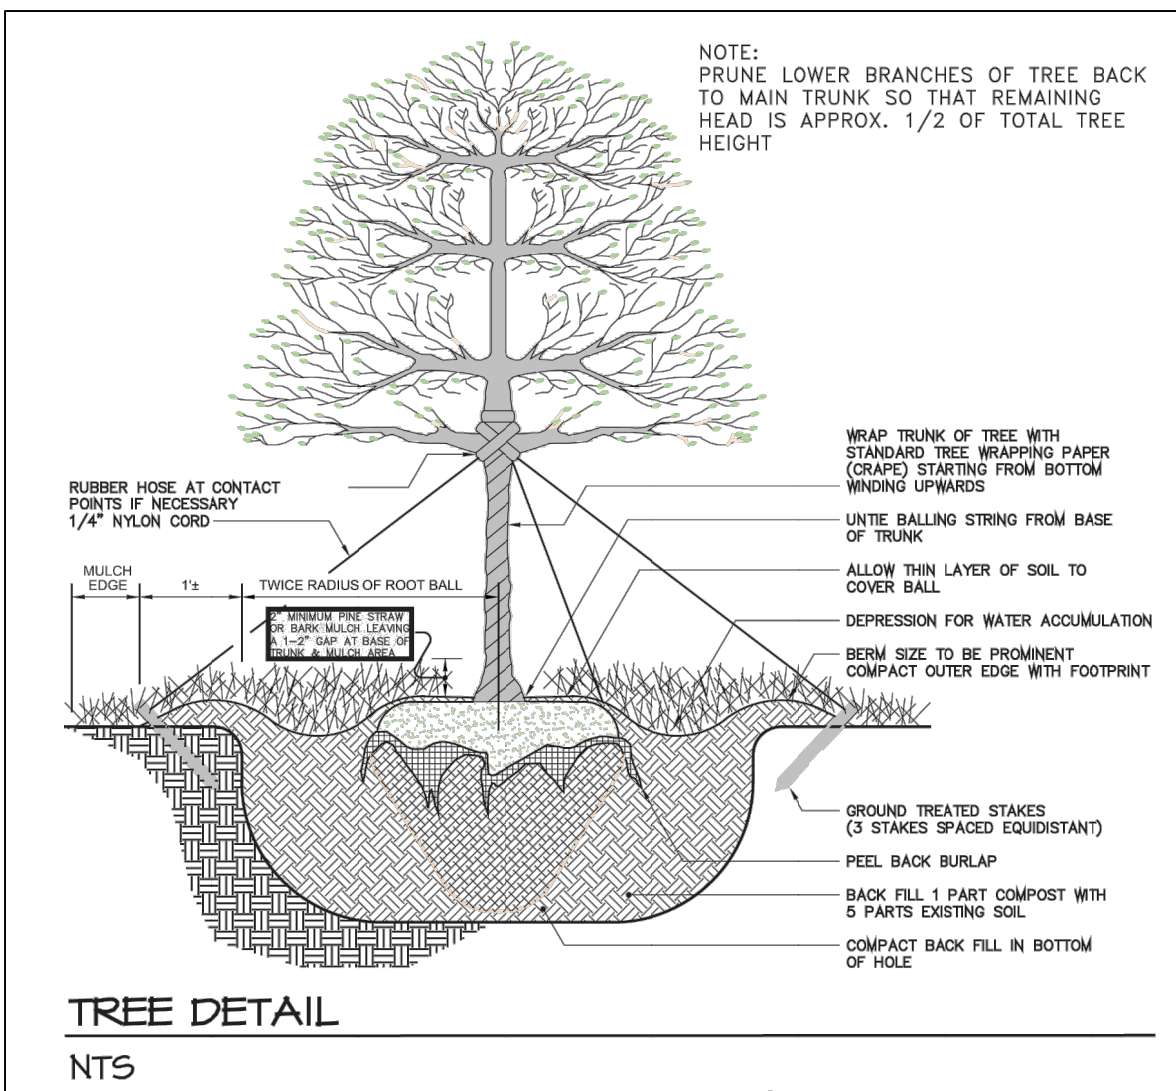 NOTE:
PRUNE LOWER BRANCHES OF TREE BACK
TO MAIN TRUNK SO THAT REMAINING
HEAD IS APPROX. 1/2 OF TOTAL TREE
HEIGHT
WRAP TRUNK OF TREE WITH
STANDARD TREE WRAPPING PAPER
(CRAPE) STARTING FROM BOTTOM
WINDING UPWARDS
RUBBER HOSE AT CONTACT
POINTS IF NECESSARY
1/4" NYLON CORD
UNTIE BALLING STRING FROM BASE
OF TRUNK
MULCH
EDGE
1'±
TWICE RADIUS OF ROOT BALL
ALLOW THIN LAYER OF SOIL TO
COVER BALL
2" MINIMUM PINE STRAW
OR BARK MULCH LEAVING
A 1-2" GAP AT BASE OF
TRUNK & MULCH AREA
DEPRESSION FOR WATER ACCUMULATION
BERM SIZE TO BE PROMINENT
COMPACT OUTER EDGE WITH FOOTPRINT
GROUND TREATED STAKES
(3 STAKES SPACED EQUIDISTANT)
PEEL BACK BURLAP
BACK FILL 1 PART COMPOST WITH
5 PARTS EXISTING SOIL
COMPACT BACK FILL IN BOTTOM
OF HOLE
TREE DETAIL
NTS